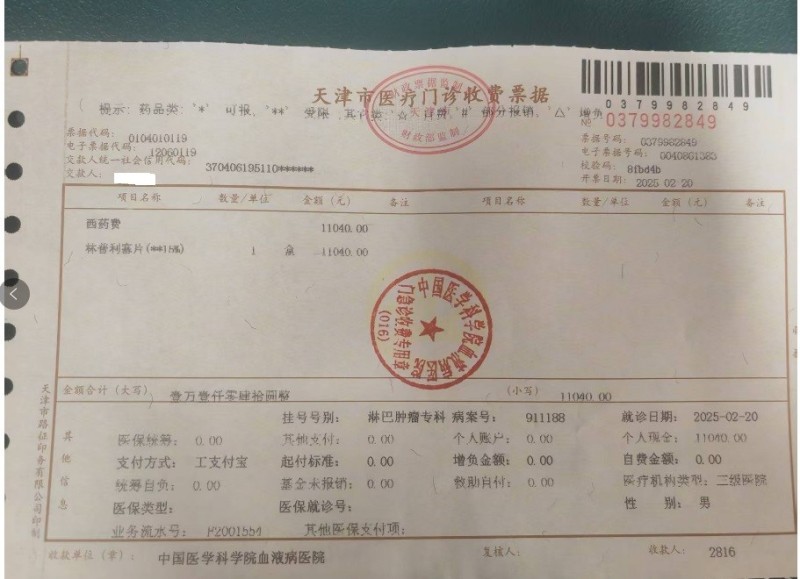 天津市医疗门诊收费票据
0379982849
提示: 药品类: '*' 可报, '**' 受限, 其它类: ☆ 自费 # 部分报销, '△' 增负
№ 0379982849
票据代码: 0104010119
票据号码: 0379982849
电子票据代码: 12060119
电子票据号码: 0040861383
交款人统一社会信用代码: 370406195110******
校验码: 8fbd4b
交款人:
开票日期: 2025-02-20
项目名称 数量/单位 金额(元) 备注 项目名称 数量/单位 金额(元) 备注
西药费 11040.00
林普利塞片(**15%) 1 盒 11040.00
中国医学科学院血液病医院
门急诊收费专用章
(016)
财政部监制
金额合计(大写) 壹万壹仟零肆拾圆整 (小写) 11040.00
挂号号别: 淋巴肿瘤专科 病案号: 911188 就诊日期: 2025-02-20
医保统筹: 0.00 其他支付: 0.00 个人账户: 0.00 个人现金: 11040.00
支付方式: 工支付宝 起付标准: 0.00 增负金额: 0.00 自费金额: 0.00
统筹自负: 0.00 基金未报销: 0.00 救助自付: 0.00 医疗机构类型: 三级医院
医保类型: 医保就诊号: 性 别: 男
业务流水号: F2001554 其他医保支付项:
其他信息
收款单位(章): 中国医学科学院血液病医院 复核人: 收款人: 2816